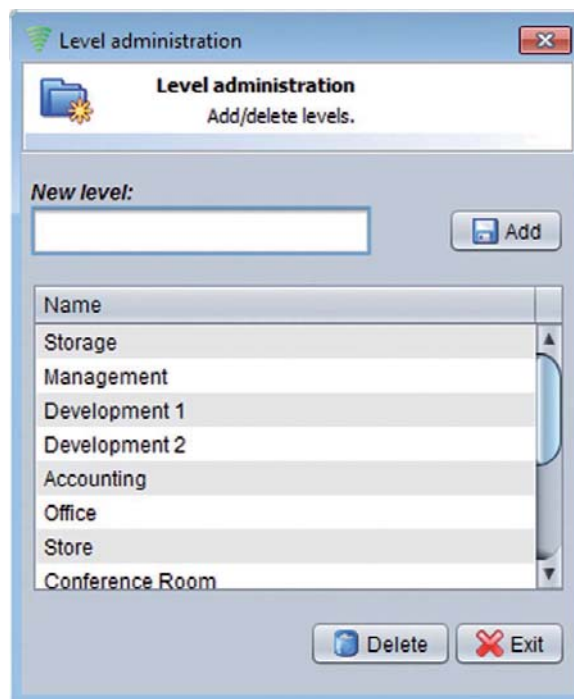 Level administration
Level administration
Add/delete levels.
New level:
Add
Name
Storage
Management
Development 1
Development 2
Accounting
Office
Store
Conference Room
Delete
Exit